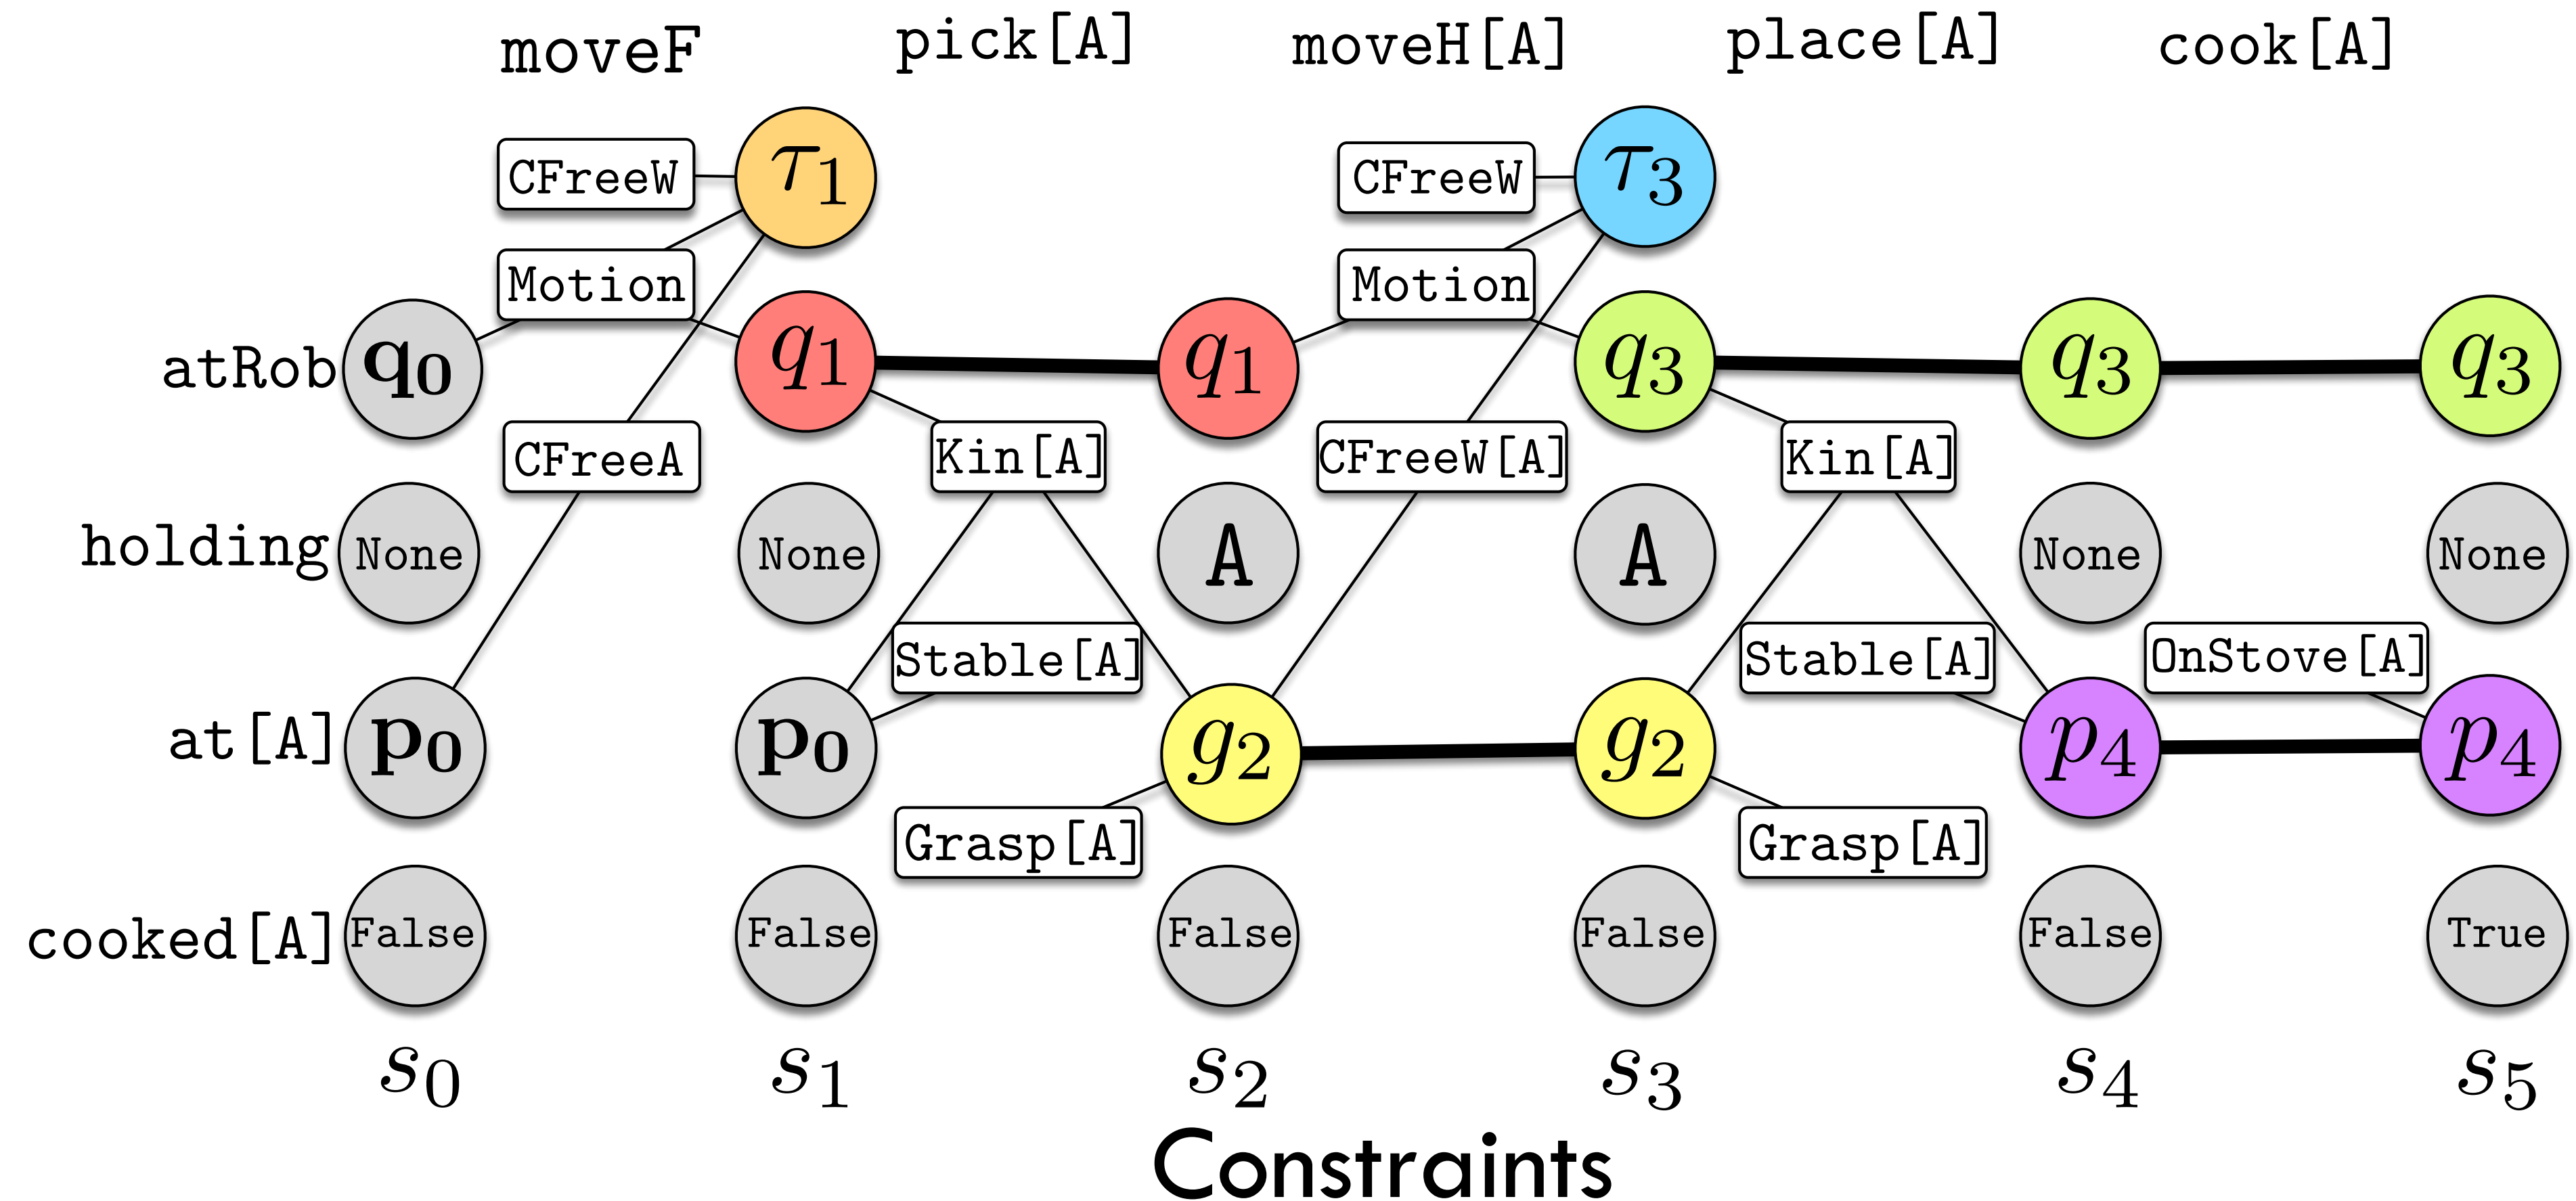 moveF pick[A] moveH[A] place[A] cook[A]
CFreeW τ1 CFreeW τ3
Motion Motion
atRob q0 q1 q1 q3 q3 q3
CFreeA Kin[A] CFreeW[A] Kin[A]
holding None None A A None None
Stable[A] Stable[A] OnStove[A]
at[A] p0 p0 g2 g2 p4 p4
Grasp[A] Grasp[A]
cooked[A] False False False False False True
s0 s1 s2 s3 s4 s5
Constraints